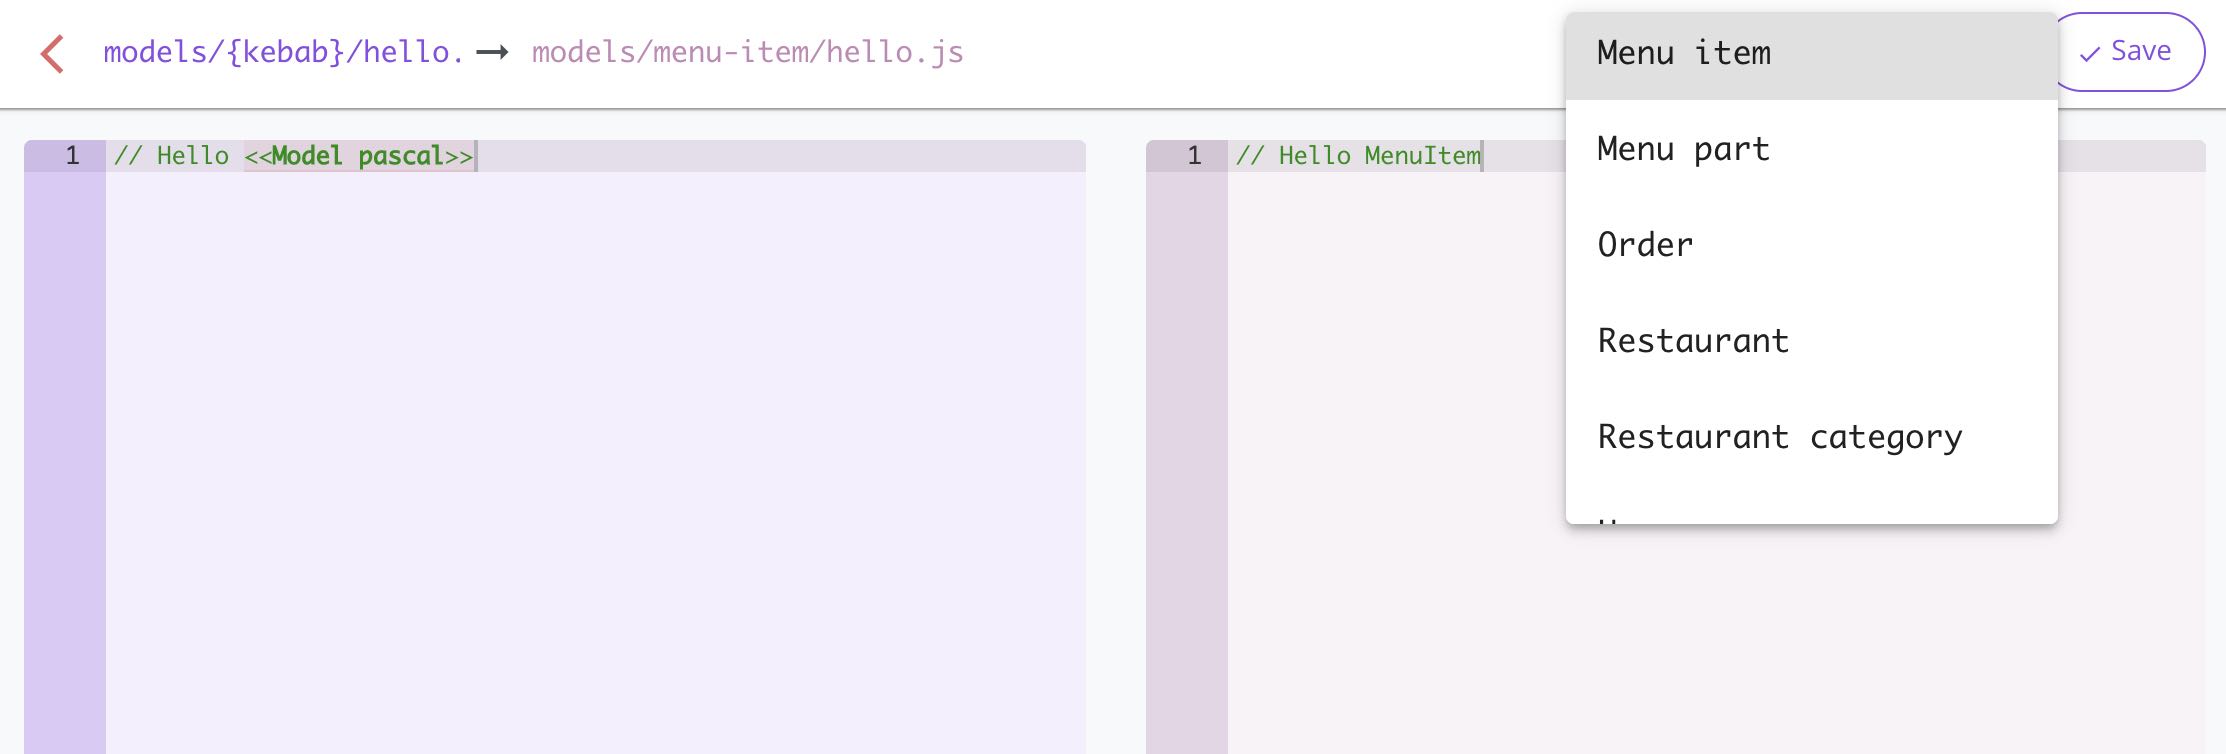 models/{kebab}/hello. → models/menu-item/hello.js
Save
1 // Hello <<Model pascal>>
1 // Hello MenuItem
Menu item
Menu part
Order
Restaurant
Restaurant category